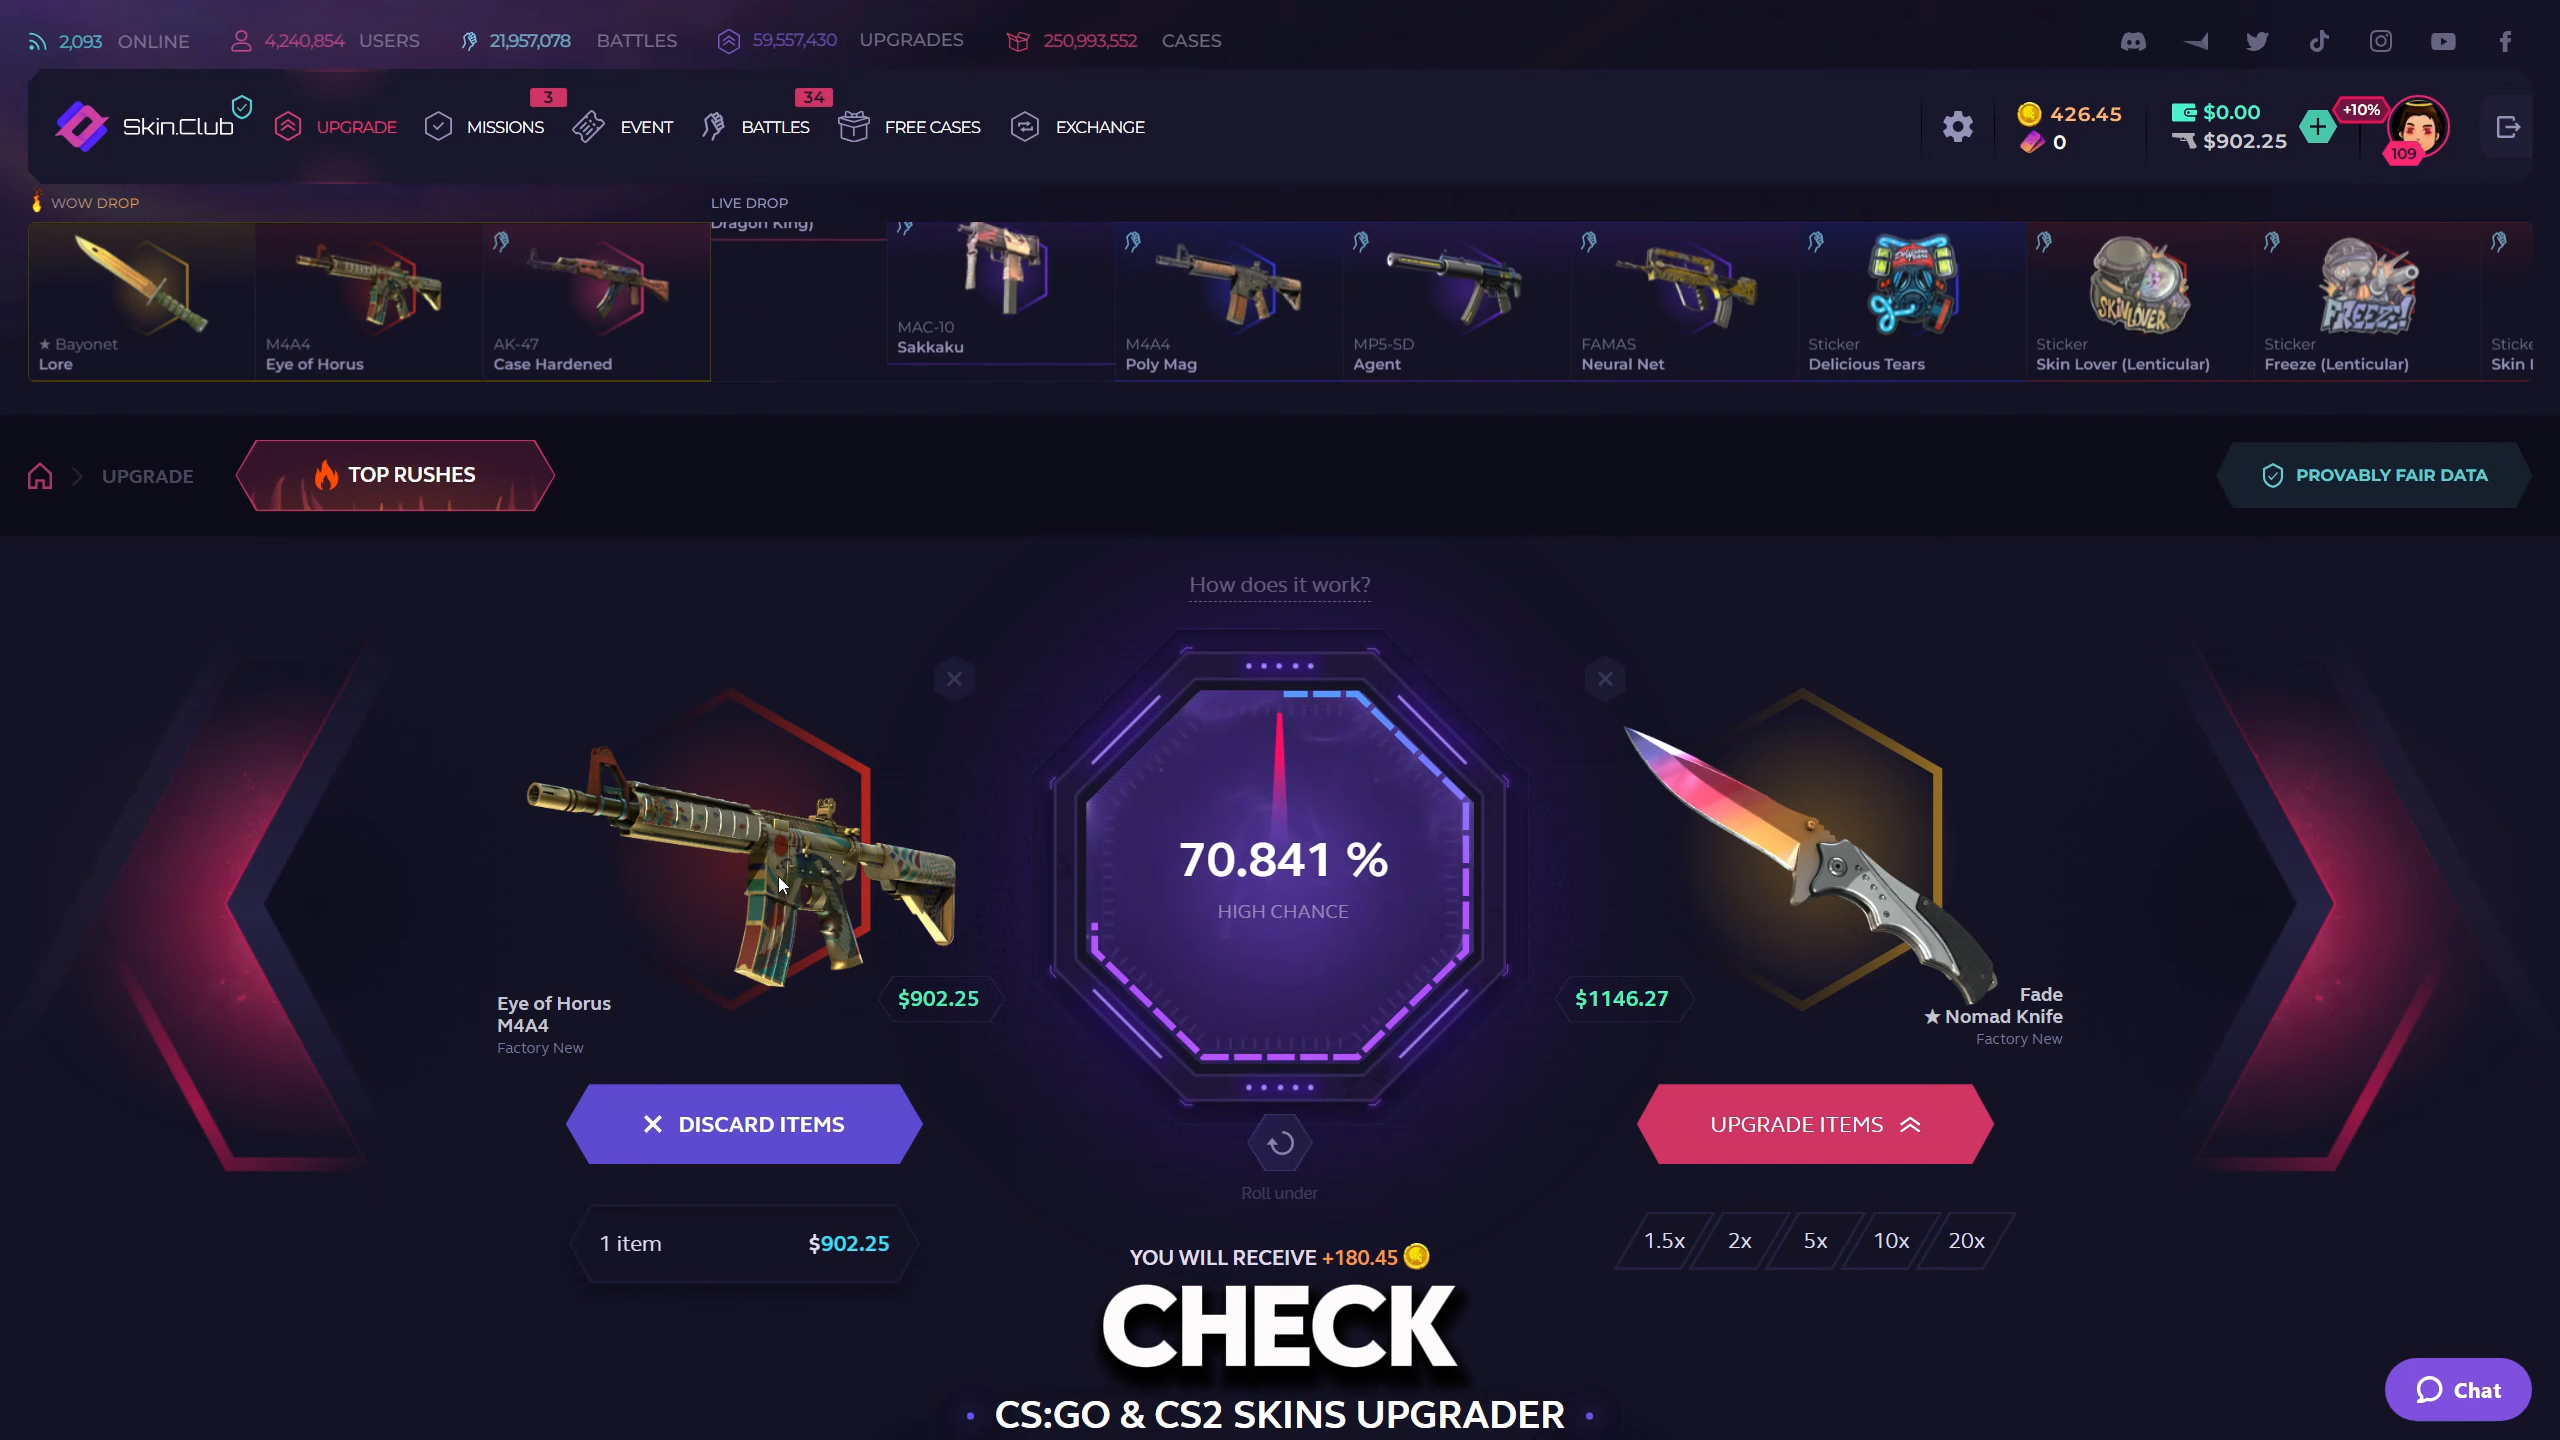 2,093 ONLINE 4,240,854 USERS 21,957,078 BATTLES 59,557,430 UPGRADES 250,993,552 CASES
Skin.Club UPGRADE 3 MISSIONS EVENT 34 BATTLES FREE CASES EXCHANGE
426.45
0
$0.00
$902.25
+10%
109
WOW DROP
LIVE DROP
Dragon King)
★ Bayonet
Lore
M4A4
Eye of Horus
AK-47
Case Hardened
MAC-10
Sakkaku
M4A4
Poly Mag
MP5-SD
Agent
FAMAS
Neural Net
Sticker
Delicious Tears
SKIN LOVER
Sticker
Skin Lover (Lenticular)
FREEZE!
Sticker
Freeze (Lenticular)
UPGRADE
TOP RUSHES
PROVABLY FAIR DATA
How does it work?
70.841 %
HIGH CHANCE
Eye of Horus
M4A4
Factory New
$902.25
$1146.27
Fade
★ Nomad Knife
Factory New
DISCARD ITEMS
UPGRADE ITEMS
Roll under
1 item $902.25
1.5x 2x 5x 10x 20x
YOU WILL RECEIVE +180.45
CHECK
• CS:GO & CS2 SKINS UPGRADER •
Chat